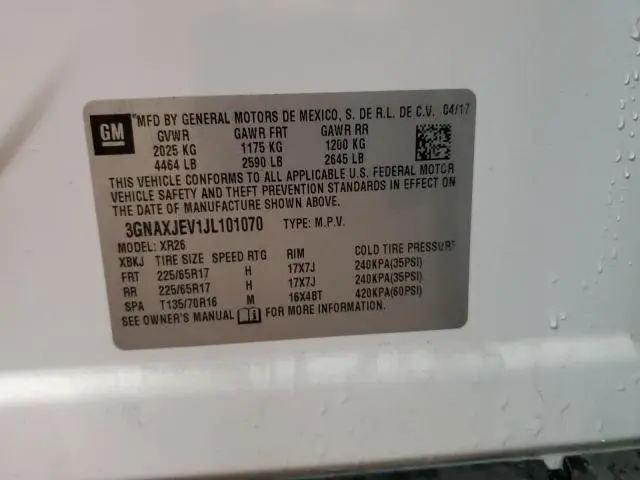 GM
*MFD BY GENERAL MOTORS DE MEXICO, S. DE R.L. DE C.V. 04/17
GVWR GAWR FRT GAWR RR
2025 KG 1175 KG 1200 KG
4464 LB 2590 LB 2645 LB
THIS VEHICLE CONFORMS TO ALL APPLICABLE U.S. FEDERAL MOTOR
VEHICLE SAFETY AND THEFT PREVENTION STANDARDS IN EFFECT ON
THE DATE OF MANUFACTURE SHOWN ABOVE.
3GNAXJEV1JL101070 TYPE: M.P.V.
MODEL: XR26
XBKJ TIRE SIZE SPEED RTG RIM COLD TIRE PRESSURE
FRT 225/65R17 H 17X7J 240KPA(35PSI)
RR 225/65R17 H 17X7J 240KPA(35PSI)
SPA T135/70R16 M 16X4BT 420KPA(60PSI)
SEE OWNER'S MANUAL FOR MORE INFORMATION.